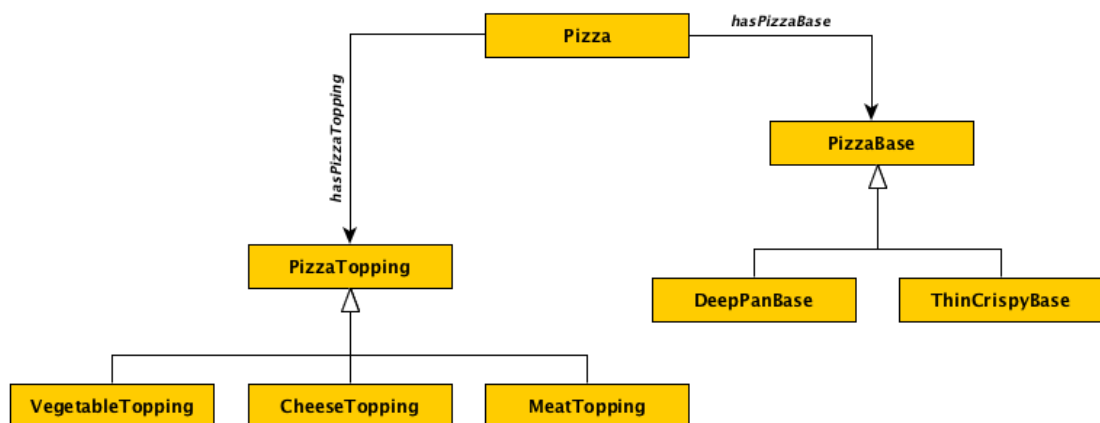 hasPizzaBase
Pizza
hasPizzaTopping
PizzaBase
PizzaTopping
DeepPanBase
ThinCrispyBase
VegetableTopping
CheeseTopping
MeatTopping